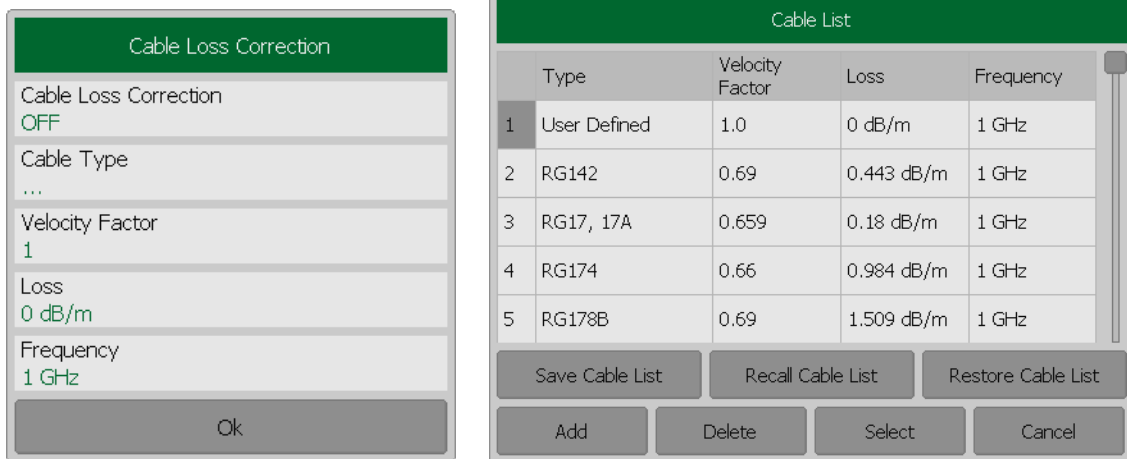 Cable Loss Correction
Cable Loss Correction
OFF
Cable Type
...
Velocity Factor
1
Loss
0 dB/m
Frequency
1 GHz
Ok
Cable List
Type Velocity Factor Loss Frequency
1 User Defined 1.0 0 dB/m 1 GHz
2 RG142 0.69 0.443 dB/m 1 GHz
3 RG17, 17A 0.659 0.18 dB/m 1 GHz
4 RG174 0.66 0.984 dB/m 1 GHz
5 RG178B 0.69 1.509 dB/m 1 GHz
Save Cable List Recall Cable List Restore Cable List
Add Delete Select Cancel